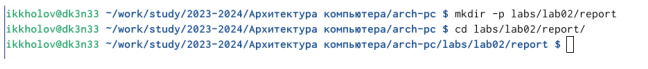 ikkholov@dk3n33 ~/work/study/2023-2024/Архитектура компьютера/arch-pc $ mkdir -p labs/lab02/report
ikkholov@dk3n33 ~/work/study/2023-2024/Архитектура компьютера/arch-pc $ cd labs/lab02/report/
ikkholov@dk3n33 ~/work/study/2023-2024/Архитектура компьютера/arch-pc/labs/lab02/report $